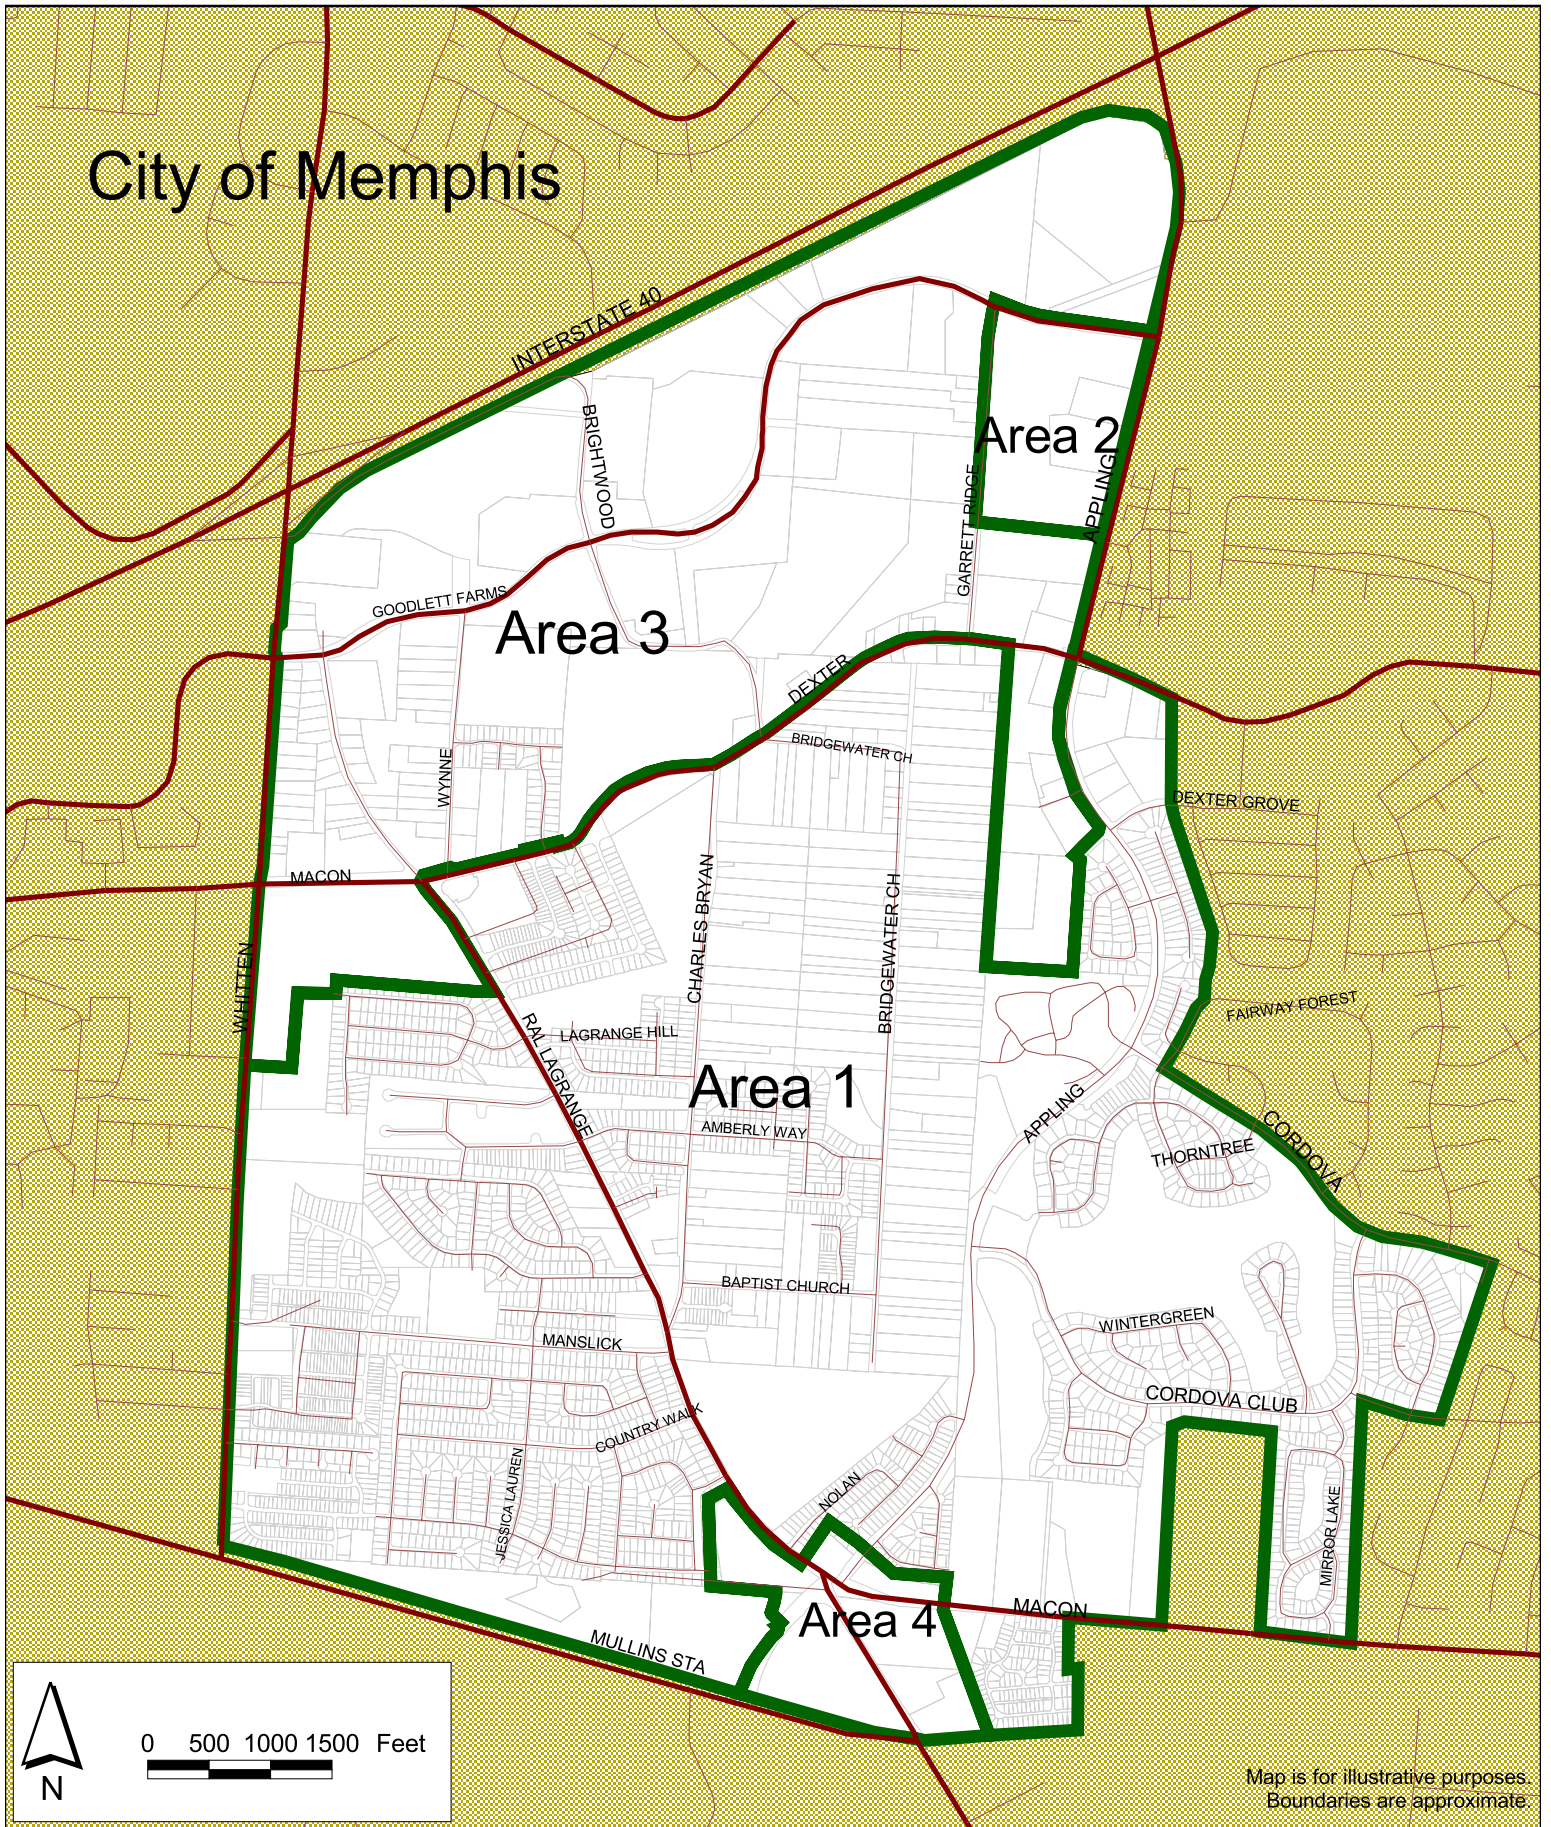 City of Memphis
INTERSTATE 40
BRIGHTWOOD
Area 2
APPLING
GARRETT RIDGE
GOODLETT FARMS
Area 3
DEXTER
BRIDGEWATER CH
WYNNE
DEXTER GROVE
MACON
CHARLES BRYAN
BRIDGEWATER CH
WHITTEN
FAIRWAY FOREST
RAL LAGRANGE
LAGRANGE HILL
Area 1
APPLING
AMBERLY WAY
THORNTREE
CORDOVA
BAPTIST CHURCH
WINTERGREEN
MANSLICK
CORDOVA CLUB
COUNTRY WALK
JESSICA LAUREN
NOLAN
MIRROR LAKE
MACON
Area 4
MULLINS STA
0 500 1000 1500 Feet
N
Map is for illustrative purposes.
Boundaries are approximate.